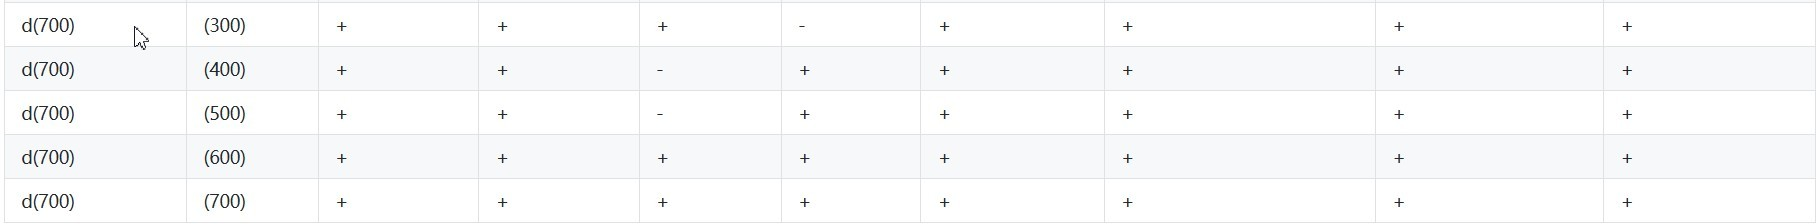 d(700) (300) + + + - + + + +
d(700) (400) + + - + + + + +
d(700) (500) + + - + + + + +
d(700) (600) + + + + + + + +
d(700) (700) + + + + + + + +